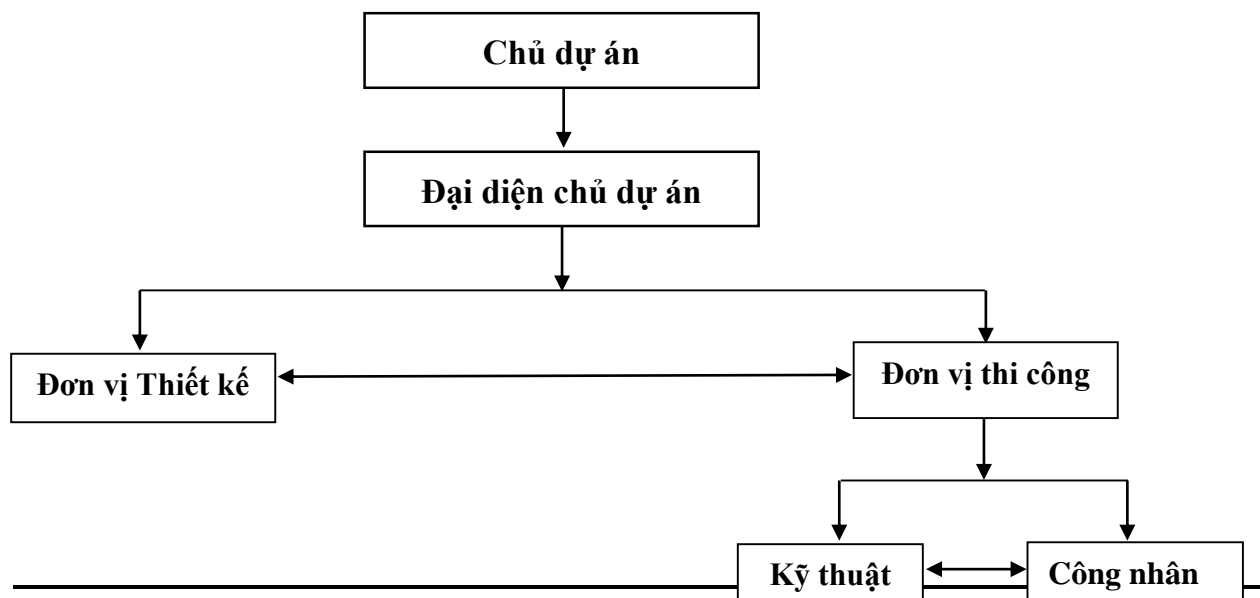 Chủ dự án
Đại diện chủ dự án
Đơn vị Thiết kế
Đơn vị thi công
Kỹ thuật
Công nhân